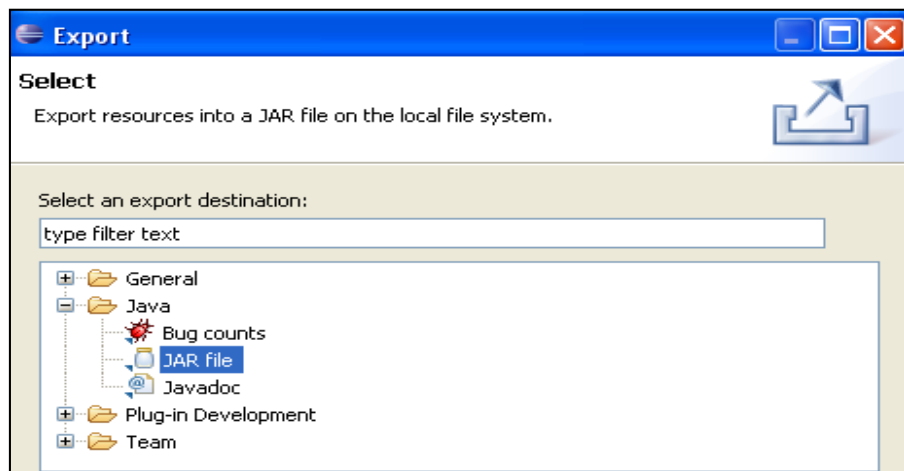 Export
Select
Export resources into a JAR file on the local file system.
Select an export destination:
type filter text
General
Java
Bug counts
JAR file
Javadoc
Plug-in Development
Team